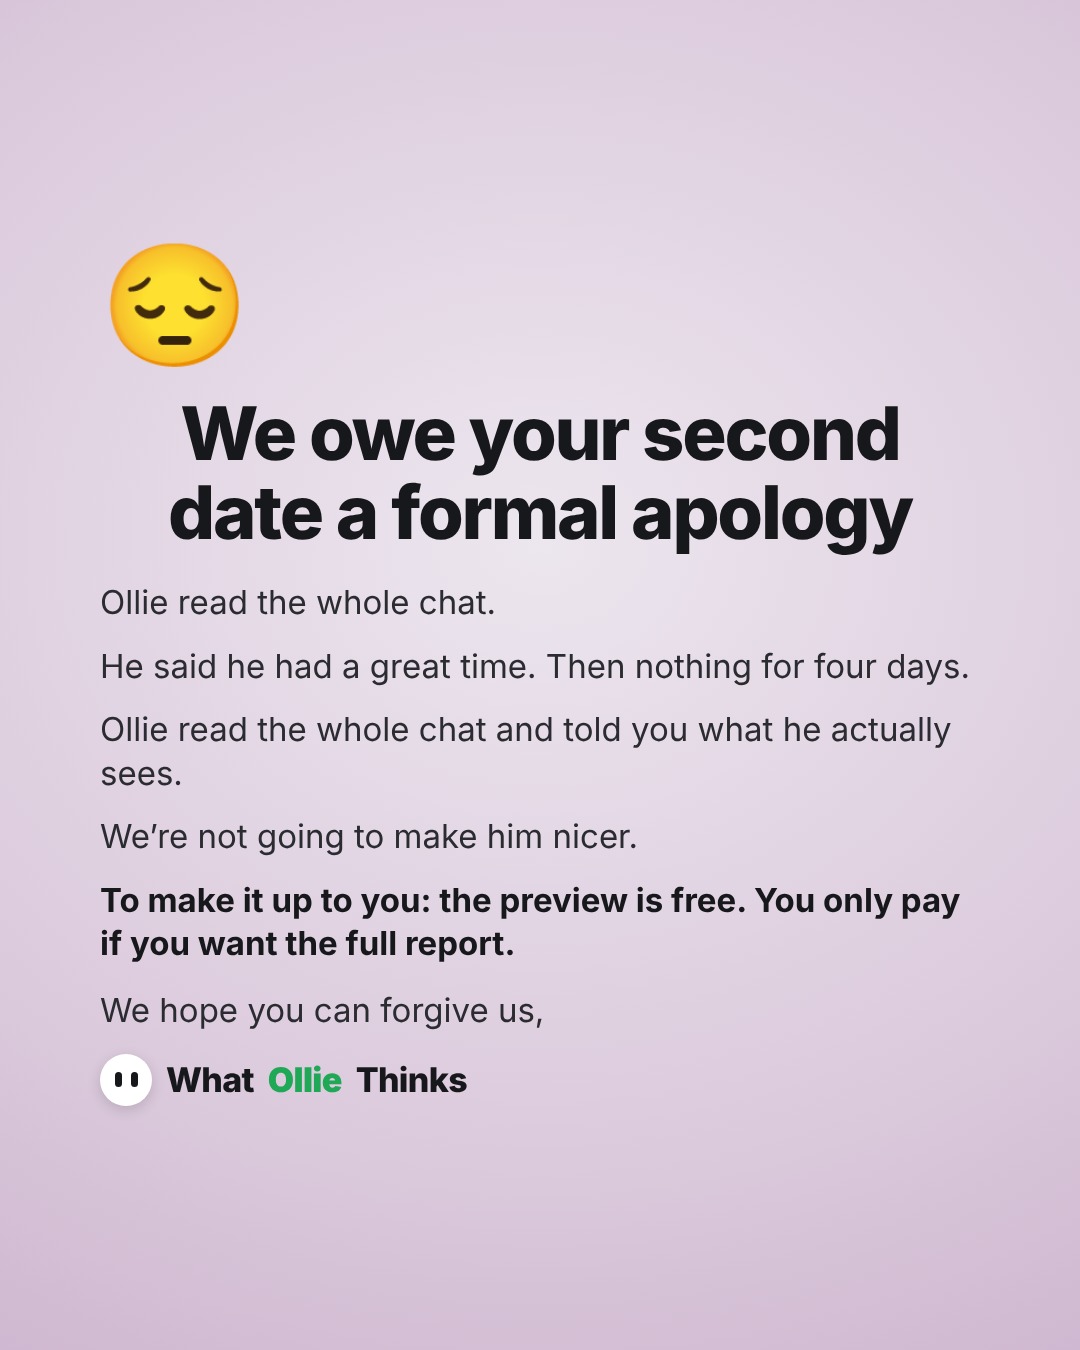 We owe your second
date a formal apology
Ollie read the whole chat.
He said he had a great time. Then nothing for four days.
Ollie read the whole chat and told you what he actually
sees.
We’re not going to make him nicer.
To make it up to you: the preview is free. You only pay
if you want the full report.
We hope you can forgive us,
What Ollie Thinks